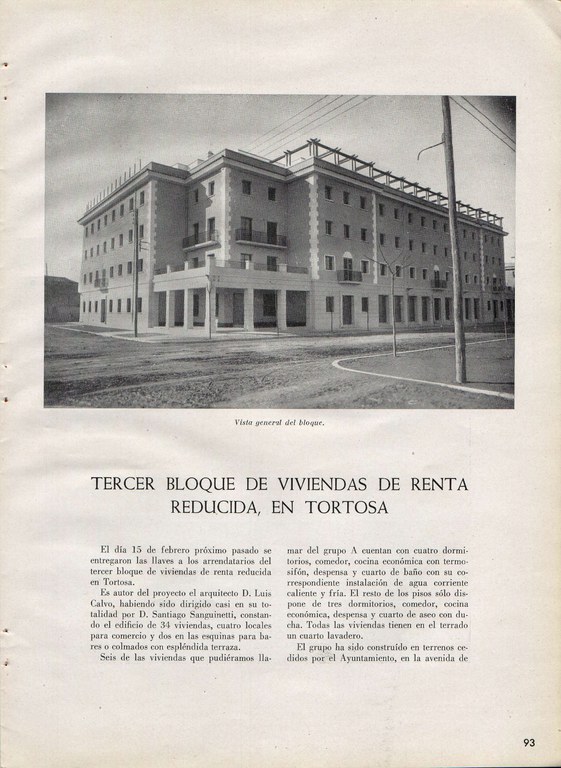 Vista general del bloque.
TERCER BLOQUE DE VIVIENDAS DE RENTA
REDUCIDA, EN TORTOSA
El día 15 de febrero próximo pasado se
entregaron las llaves a los arrendatarios del
tercer bloque de viviendas de renta reducida
en Tortosa.
Es autor del proyecto el arquitecto D. Luis
Calvo, habiendo sido dirigido casi en su to-
talidad por D. Santiago Sanguinetti, constan-
do el edificio de 34 viviendas, cuatro locales
para comercio y dos en las esquinas para ba-
res o colmados con espléndida terraza.
Seis de las viviendas que pudiéramos lla-
mar del grupo A cuentan con cuatro dormi-
torios, comedor, cocina económica con termo-
sifón, despensa y cuarto de baño con su co-
rrespondiente instalación de agua corriente
caliente y fría. El resto de los pisos sólo dis-
pone de tres dormitorios, comedor, cocina
económica, despensa y cuarto de aseo con du-
cha. Todas las viviendas tienen en el terrado
un cuarto lavadero.
El grupo ha sido construído en terrenos ce-
didos por el Ayuntamiento, en la avenida de
93